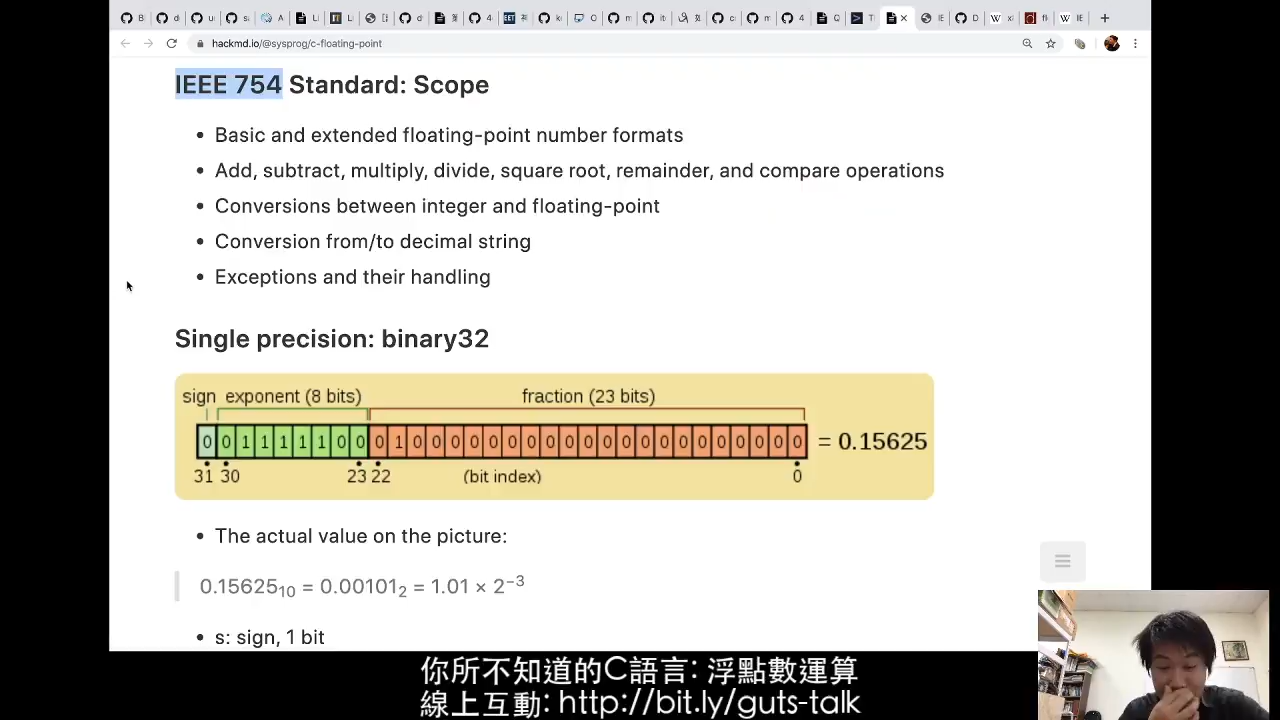 hackmd.io/@sysprog/c-floating-point
IEEE 754 Standard: Scope
• Basic and extended floating-point number formats
• Add, subtract, multiply, divide, square root, remainder, and compare operations
• Conversions between integer and floating-point
• Conversion from/to decimal string
• Exceptions and their handling
Single precision: binary32
sign exponent (8 bits) fraction (23 bits)
0 0 1 1 1 1 1 0 0 0 1 0 0 0 0 0 0 0 0 0 0 0 0 0 0 0 0 0 0 0 0 0 = 0.15625
31 30 23 22 (bit index) 0
• The actual value on the picture:
0.15625₁₀ = 0.00101₂ = 1.01 × 2⁻³
• s: sign, 1 bit
你所不知道的C語言: 浮點數運算
線上互動: http://bit.ly/guts-talk